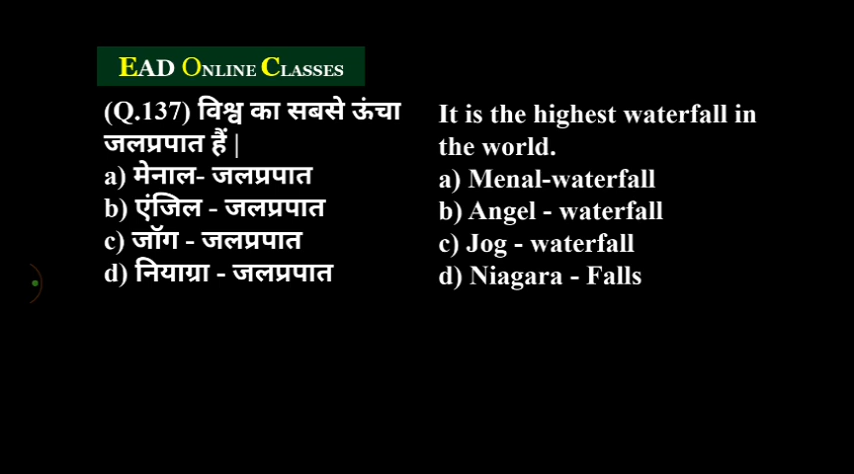 EAD ONLINE CLASSES
(Q.137) विश्व का सबसे ऊंचा
जलप्रपात हैं |
a) मेनाल- जलप्रपात
b) एंजिल - जलप्रपात
c) जॉग - जलप्रपात
d) नियाग्रा - जलप्रपात
It is the highest waterfall in
the world.
a) Menal-waterfall
b) Angel - waterfall
c) Jog - waterfall
d) Niagara - Falls